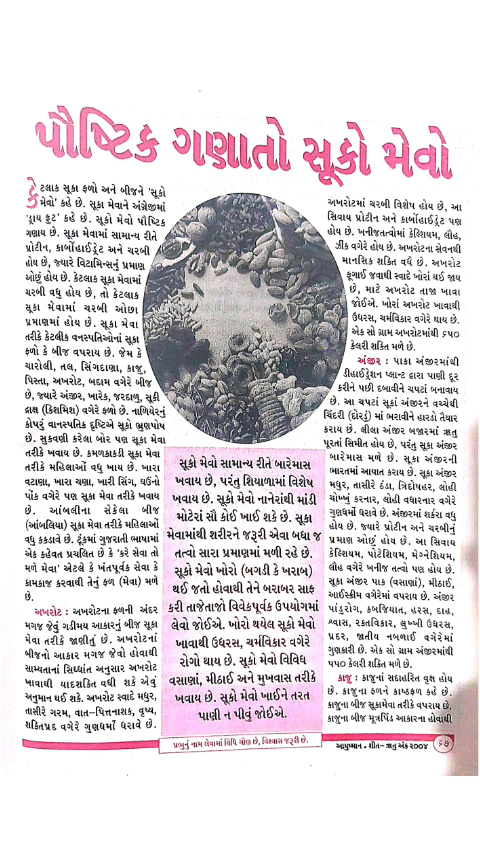 પૌષ્ટિક ગણાતો સૂકો મેવો
કેટલાક સૂકા ફળો અને બીજને 'સૂકો
મેવો' કહે છે. સૂકા મેવાને અંગ્રેજીમાં
'ડ્રાય ફ્રુટ' કહે છે. સૂકો મેવો પૌષ્ટિક
ગણાય છે. સૂકા મેવામાં સામાન્ય રીતે
પ્રોટીન, કાર્બોહાઈડ્રેટ અને ચરબી
હોય છે, જ્યારે વિટામિન્સનું પ્રમાણ
ઓછું હોય છે. કેટલાક સૂકા મેવામાં
ચરબી વધુ હોય છે, તો કેટલાક
સૂકા મેવામાં ચરબી ઓછા
પ્રમાણમાં હોય છે. સૂકા મેવા
તરીકે કેટલીક વનસ્પતિઓનાં સૂકા
ફળો કે બીજ વપરાય છે. જેમ કે
ચારોલી, તલ, સિંગદાણા, કાજુ,
પિસ્તા, અખરોટ, બદામ વગેરે બીજ
છે, જ્યારે અંજીર, ખારેક, જરદાળુ, સૂકી
દ્રાક્ષ (કિશમિશ) વગેરે ફળો છે. નાળિયેરનું
કોપરું વાનસ્પતિક દૃષ્ટિએ સૂકો ભ્રુણપોષ
છે. સુકવણી કરેલા બોર પણ સૂકા મેવા
તરીકે ખવાય છે. કમળકાકડી સૂકા મેવા
તરીકે મહિલાઓ વધુ ખાય છે. ખારા
વટાણા, ખારા ચણા, ખારી સિંગ, ઘઉંનો
પોંક વગેરે પણ સૂકા મેવા તરીકે ખવાય
છે. આંબલીના સેકેલા બીજ
(આંબલિયા) સૂકા મેવા તરીકે મહિલાઓ
વધુ કકડાવે છે. ટૂંકમાં ગુજરાતી ભાષામાં
એક કહેવત પ્રચલિત છે કે 'કરે સેવા તો
મળે મેવા' એટલે કે ખંતપૂર્વક સેવા કે
કામકાજ કરવાથી તેનું ફળ (મેવા) મળે
છે.
અખરોટ : અખરોટના ફળની અંદર
મગજ જેવું ગડીમય આકારનું બીજ સૂકા
મેવા તરીકે જાણીતું છે. અખરોટનાં
બીજનો આકાર મગજ જેવો હોવાથી
સામ્યતાનાં સિધ્ધાંત અનુસાર અખરોટ
ખાવાથી યાદશક્તિ વધી શકે એવું
અનુમાન થઈ શકે. અખરોટ સ્વાદે મધુર,
તાસીરે ગરમ, વાત-પિત્તનાશક, વૃષ્ય,
શક્તિપ્રદ વગેરે ગુણધર્મો ધરાવે છે.
સૂકો મેવો સામાન્ય રીતે બારેમાસ
ખવાય છે, પરંતુ શિયાળામાં વિશેષ
ખવાય છે. સૂકો મેવો નાનેરાંથી માંડી
મોટેરાં સૌ કોઈ ખાઈ શકે છે. સૂકા
મેવામાંથી શરીરને જરૂરી એવા બધા જ
તત્વો સારા પ્રમાણમાં મળી રહે છે.
સૂકો મેવો ખોરો (બગડી કે ખરાબ)
થઈ જતો હોવાથી તેને બરાબર સાફ
કરી તાજેતાજો વિવેકપૂર્વક ઉપયોગમાં
લેવો જોઈએ. ખોરો થયેલ સૂકો મેવો
ખાવાથી ઉધરસ, ચર્મવિકાર વગેરે
રોગો થાય છે. સૂકો મેવો વિવિધ
વસાણાં, મીઠાઈ અને મુખવાસ તરીકે
ખવાય છે. સૂકો મેવો ખાઈને તરત
પાણી ન પીવું જોઈએ.
અખરોટમાં ચરબી વિશેષ હોય છે, આ
સિવાય પ્રોટીન અને કાર્બોહાઈડ્રેટ પણ
હોય છે. ખનીજતત્વોમાં કેલ્શિયમ, લોહ,
ઝીંક વગેરે હોય છે. અખરોટના સેવનથી
માનસિક શક્તિ વધે છે. અખરોટ
ફૂગાઈ જવાથી સ્વાદે ખોરાં થઈ જાય
છે, માટે અખરોટ તાજા ખાવા
જોઈએ. ખોરાં અખરોટ ખાવાથી
ઉધરસ, ચર્મવિકાર વગેરે થાય છે.
એક સો ગ્રામ અખરોટમાંથી ૬૫૦
કેલરી શક્તિ મળે છે.
અંજીર : પાકા અંજીરમાંથી
ડીહાઈડ્રેશન પ્લાન્ટ દ્વારા પાણી દૂર
કરીને પછી દબાવીને ચપટાં બનાવાય
છે. આ ચપટાં સૂકાં અંજીરને વચ્ચેથી
ચિંદરી (દોરડું) માં ભરાવીને હારડો તૈયાર
કરાય છે. લીલા અંજીર બજારમાં ઋતુ
પૂરતાં સિમીત હોય છે, પરંતુ સૂકા અંજીર
બારેમાસ મળે છે. સૂકા અંજીરની
ભારતમાં આયાત કરાય છે. સૂકા અંજીર
મધુર, તાસીરે ઠંડા, ત્રિદોષહર, લોહી
ચોખ્ખું કરનાર, લોહી વધારનાર વગેરે
ગુણધર્મો ધરાવે છે. અંજીરમાં શર્કરા વધુ
હોય છે. જ્યારે પ્રોટીન અને ચરબીનું
પ્રમાણ ઓછું હોય છે. આ સિવાય
કેલ્શિયમ, પોટેશિયમ, મેગ્નેશિયમ,
લૌહ વગેરે ખનીજ તત્વો પણ હોય છે.
સૂકા અંજીર પાક (વસાણાં), મીઠાઈ,
આઈસ્ક્રીમ વગેરેમાં વપરાય છે. અંજીર
પાંડુરોગ, કબજિયાત, હરસ, દાહ,
શ્વાસ, રક્તવિકાર, લુખ્ખી ઉધરસ,
પ્રદર, જાતીય નબળાઈ વગેરેમાં
ગુણકારી છે. એક સો ગ્રામ અંજીરમાંથી
૫૫૦ કેલરી શક્તિ મળે છે.
કાજુ : કાજુનાં સદાહરિત વૃક્ષ હોય
છે. કાજુના ફળને કાષ્ઠફળ કહે છે.
કાજુના બીજ સૂકામેવા તરીકે વપરાય છે.
કાજુના બીજ મૂત્રપિંડ આકારના હોવાથી
પ્રભુનું નામ લેવામાં વિધિ ગૌણ છે, વિશ્વાસ જરૂરી છે.
આયુષ્માન • શીત-ઋતુ અંક ૨૦૦૪ ૬૭